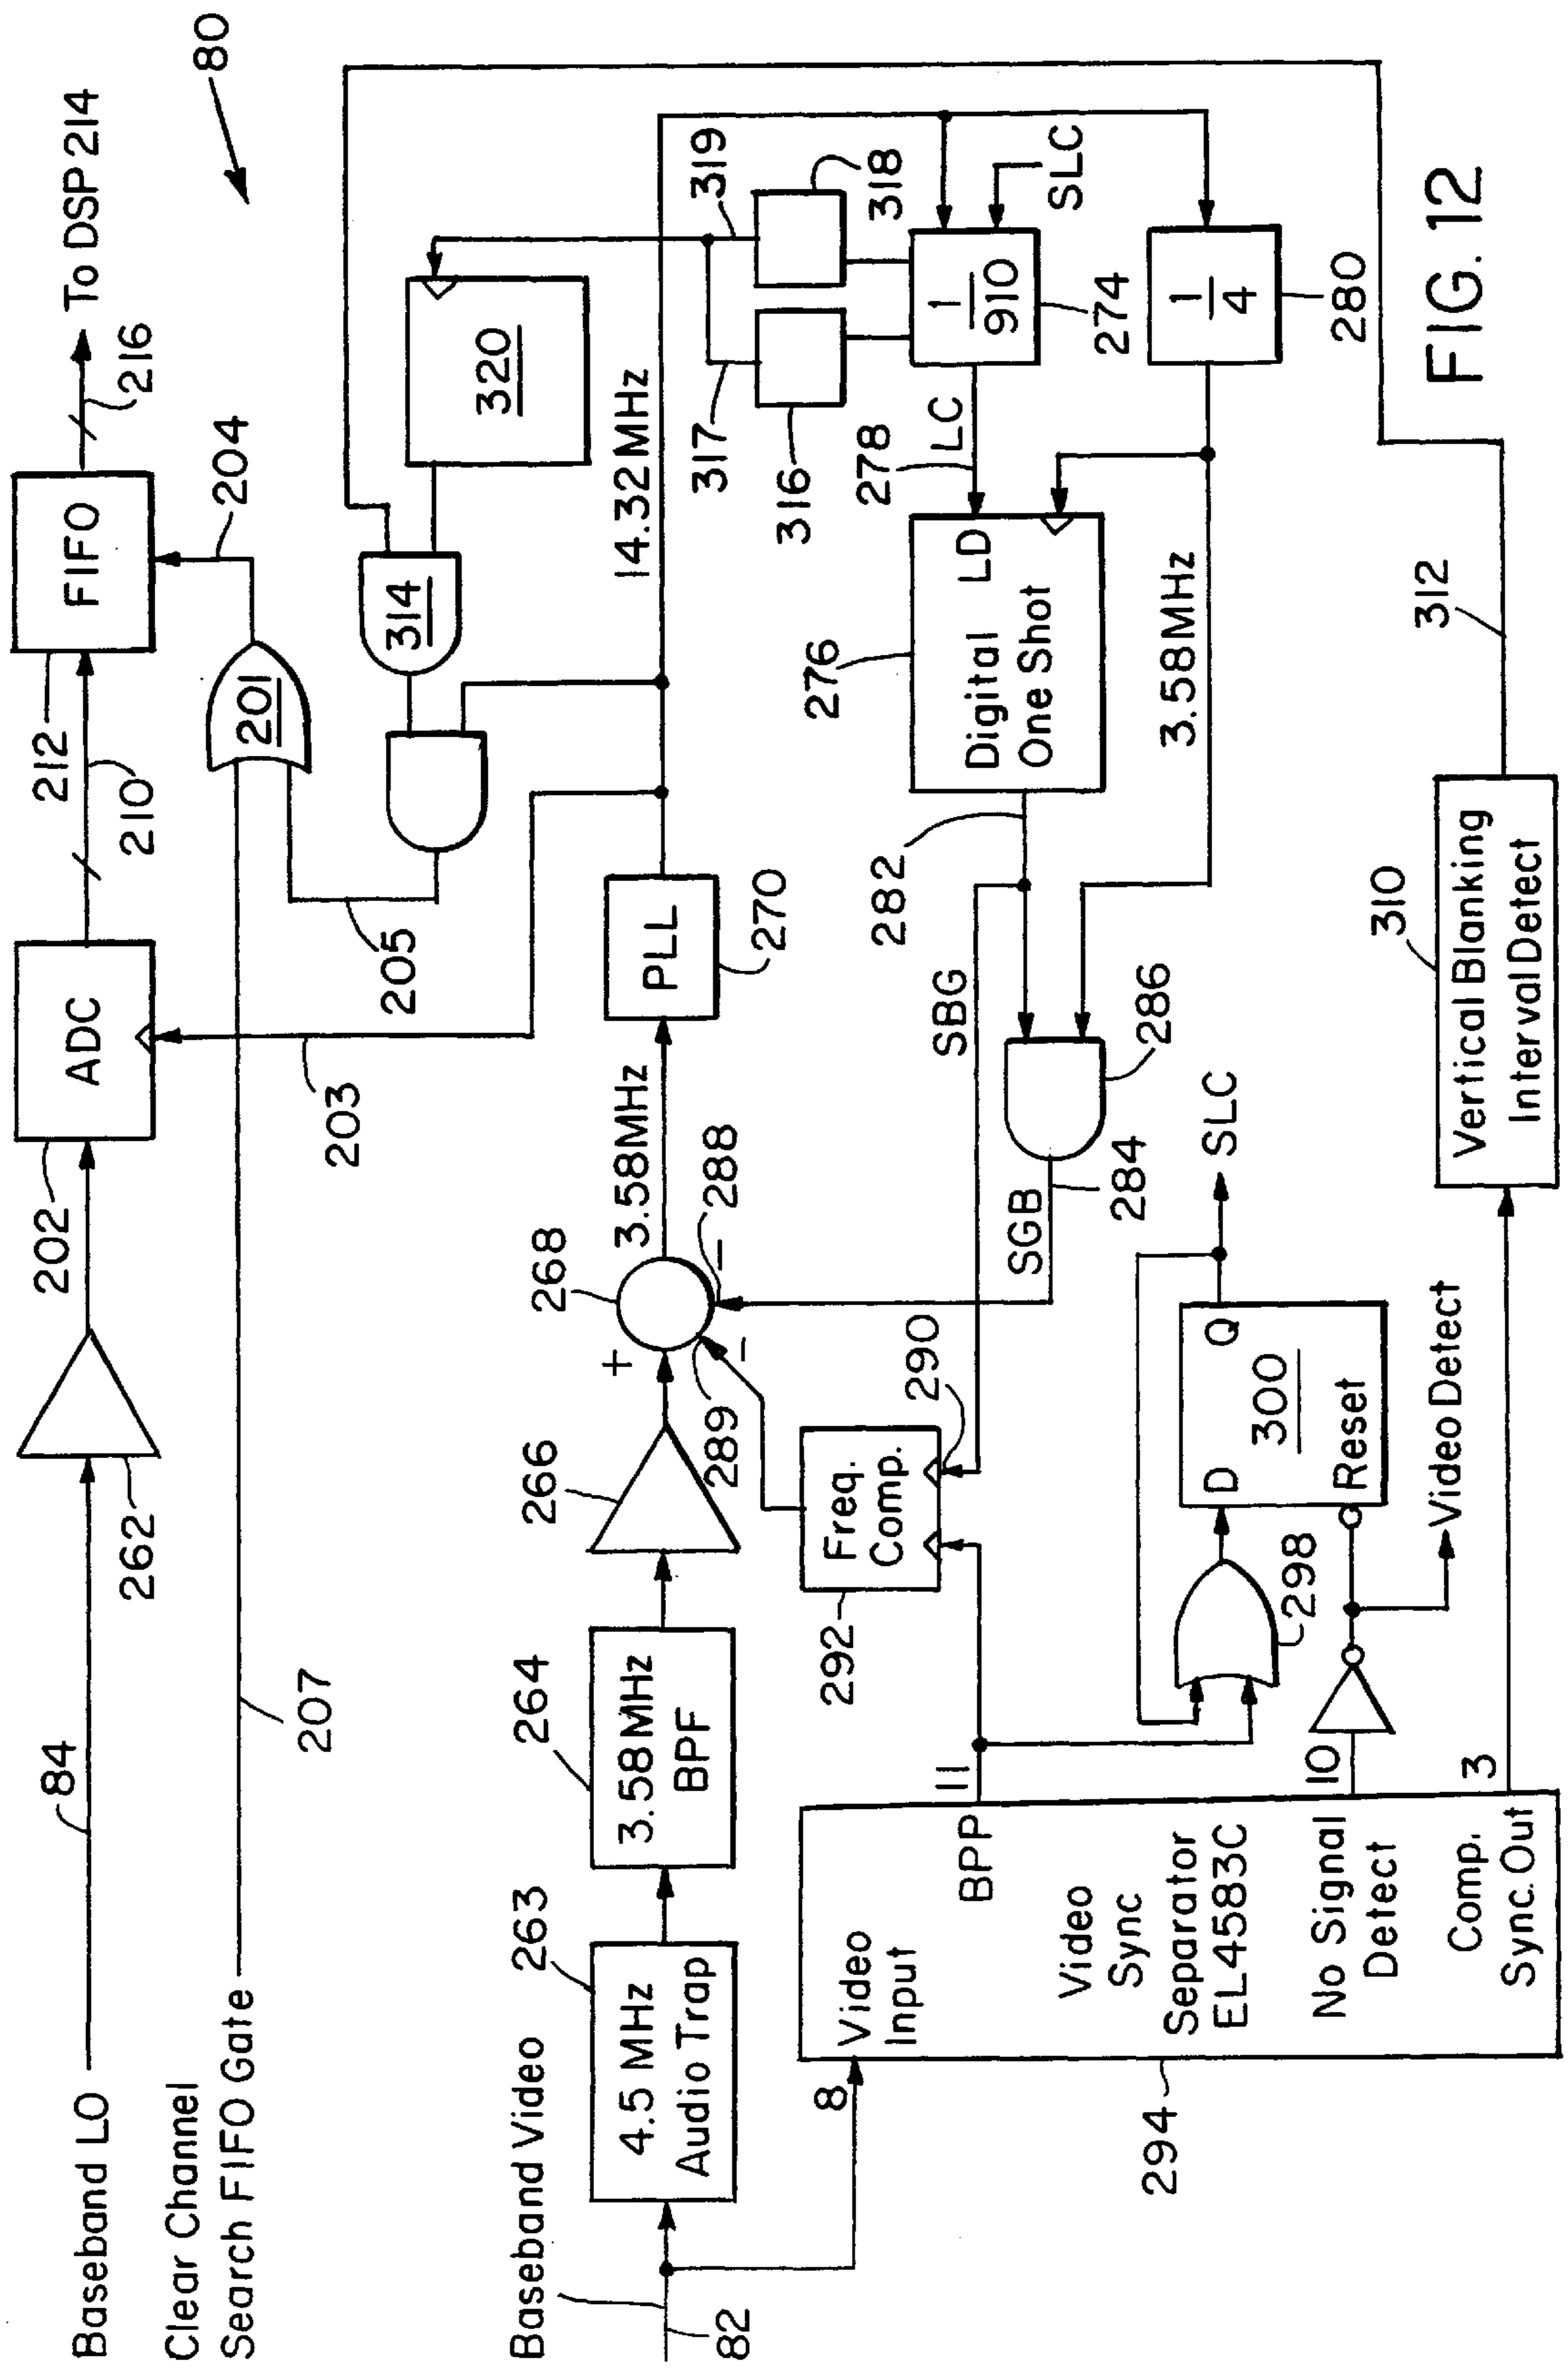 80
Baseband LO
84
262
202
ADC
210
212
FIFO
216
To DSP 214
Clear Channel
Search FIFO Gate
207
203
205
201
204
314
320
Baseband Video
82
263
4.5 MHz
Audio Trap
264
3.58MHz
BPF
266
268
+
−
−
289
288
3.58MHz
PLL
270
14.32MHz
317
319
316
318
1
910
274
SLC
278
LC
1
4
280
276
LD
Digital
One Shot
3.58MHz
282
SBG
SGB
284
286
290
292
Freq.
Comp.
8
294
Video
Input
BPP
11
Video
Sync
Separator
EL4583C
No Signal
Detect
10
Comp.
Sync. Out
3
298
D
Q
300
Reset
SLC
Video Detect
310
Vertical Blanking
Interval Detect
312
FIG. 12